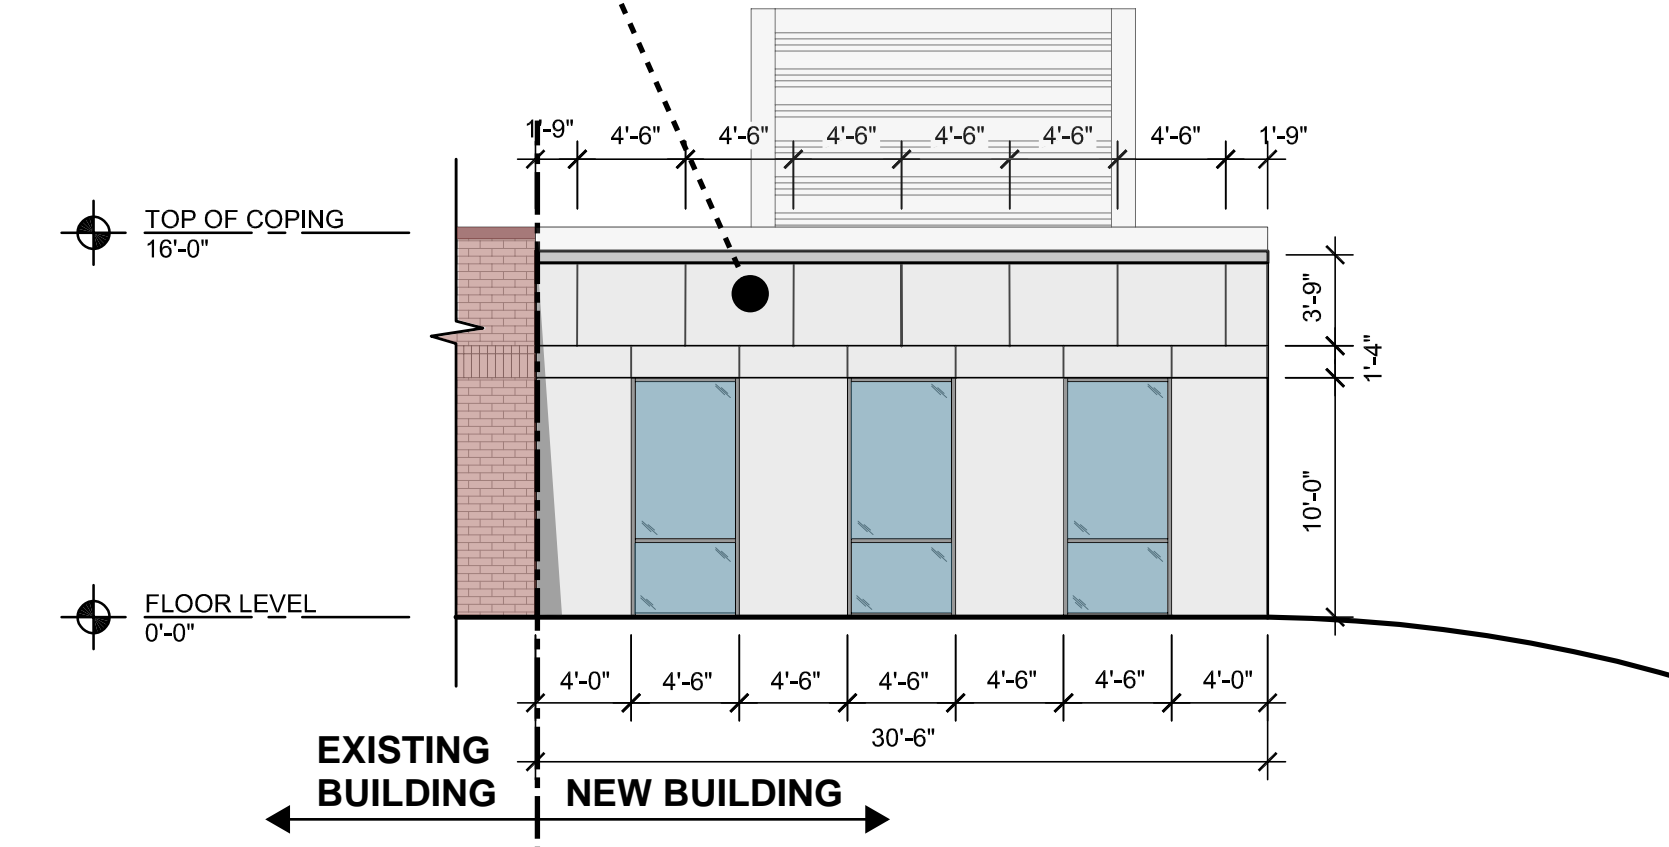 1'-9" 4'-6" 4'-6" 4'-6" 4'-6" 4'-6" 4'-6" 1'-9"
TOP OF COPING
16'-0"
3'-9"
1'-4"
10'-0"
FLOOR LEVEL
0'-0"
4'-0" 4'-6" 4'-6" 4'-6" 4'-6" 4'-6" 4'-0"
30'-6"
EXISTING
BUILDING
NEW BUILDING